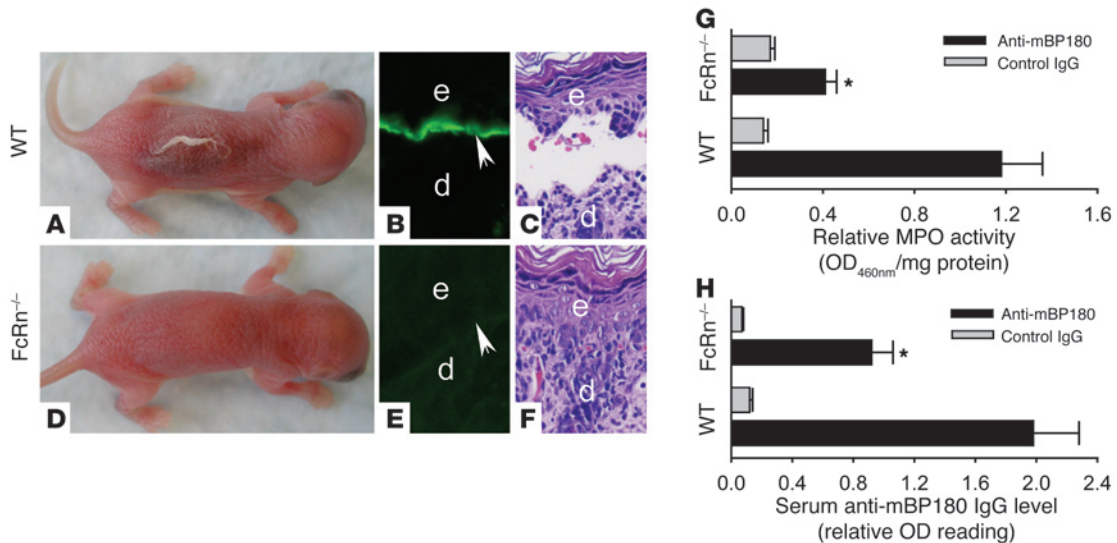 WT
A
e
d
B
e
d
C
FcRn−/−
D
e
d
E
e
d
F
G
FcRn−/−
WT
Anti-mBP180
Control IgG
*
0.0 0.4 0.8 1.2 1.6
Relative MPO activity
(OD460nm/mg protein)
H
FcRn−/−
WT
Anti-mBP180
Control IgG
*
0.0 0.4 0.8 1.2 1.6 2.0 2.4
Serum anti-mBP180 IgG level
(relative OD reading)